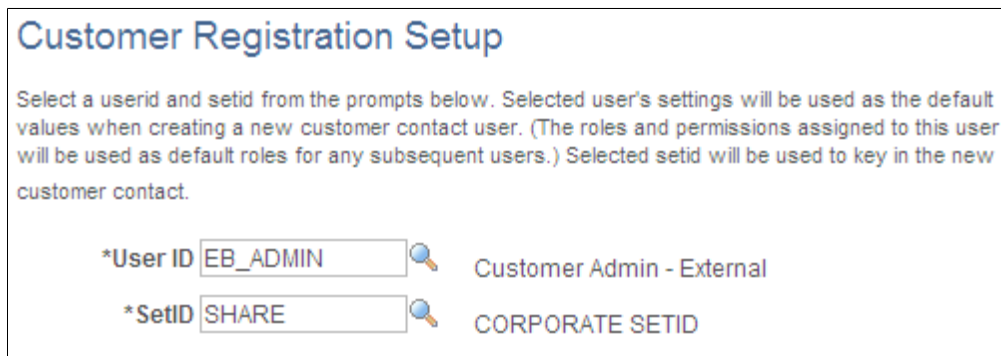 Customer Registration Setup
Select a userid and setid from the prompts below. Selected user's settings will be used as the default
values when creating a new customer contact user. (The roles and permissions assigned to this user
will be used as default roles for any subsequent users.) Selected setid will be used to key in the new
customer contact.
*User ID EB_ADMIN Customer Admin - External
*SetID SHARE CORPORATE SETID